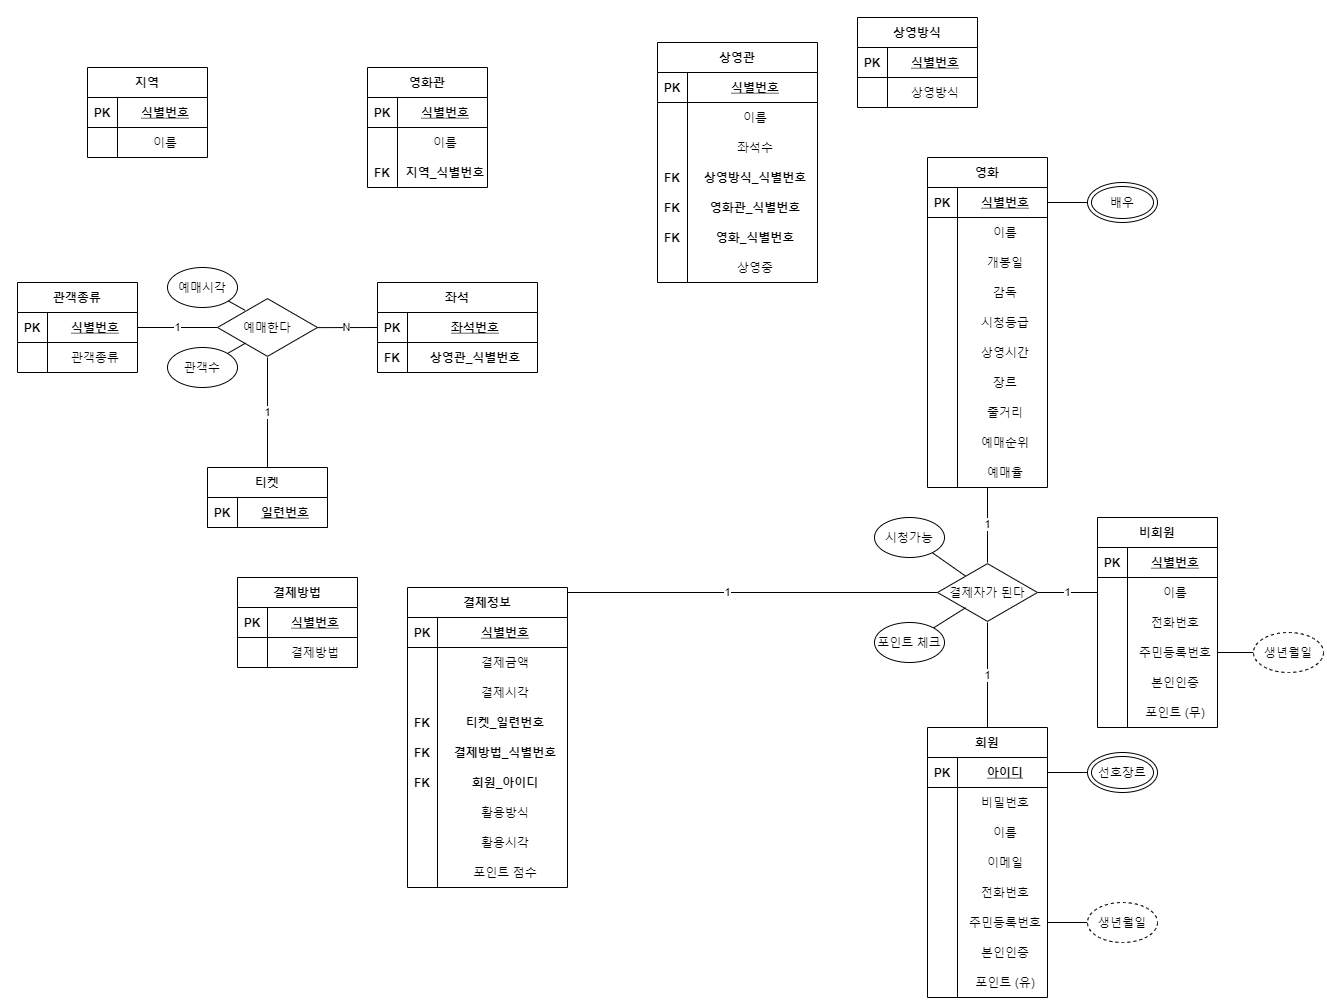 지역
PK 식별번호
이름
영화관
PK 식별번호
이름
FK 지역_식별번호
상영관
PK 식별번호
이름
좌석수
FK 상영방식_식별번호
FK 영화관_식별번호
FK 영화_식별번호
상영중
상영방식
PK 식별번호
상영방식
영화
PK 식별번호
이름
개봉일
감독
시청등급
상영시간
장르
줄거리
예매순위
예매율
배우
관객종류
PK 식별번호
관객종류
1
예매시각
예매한다
관객수
N
좌석
PK 좌석번호
FK 상영관_식별번호
1
티켓
PK 일련번호
결제방법
PK 식별번호
결제방법
결제정보
PK 식별번호
결제금액
결제시각
FK 티켓_일련번호
FK 결제방법_식별번호
FK 회원_아이디
활용방식
활용시각
포인트 점수
1
1
시청가능
결제자가 된다
포인트 체크
1
1
비회원
PK 식별번호
이름
전화번호
주민등록번호
본인인증
포인트 (무)
생년월일
회원
PK 아이디
비밀번호
이름
이메일
전화번호
주민등록번호
본인인증
포인트 (유)
선호장르
생년월일